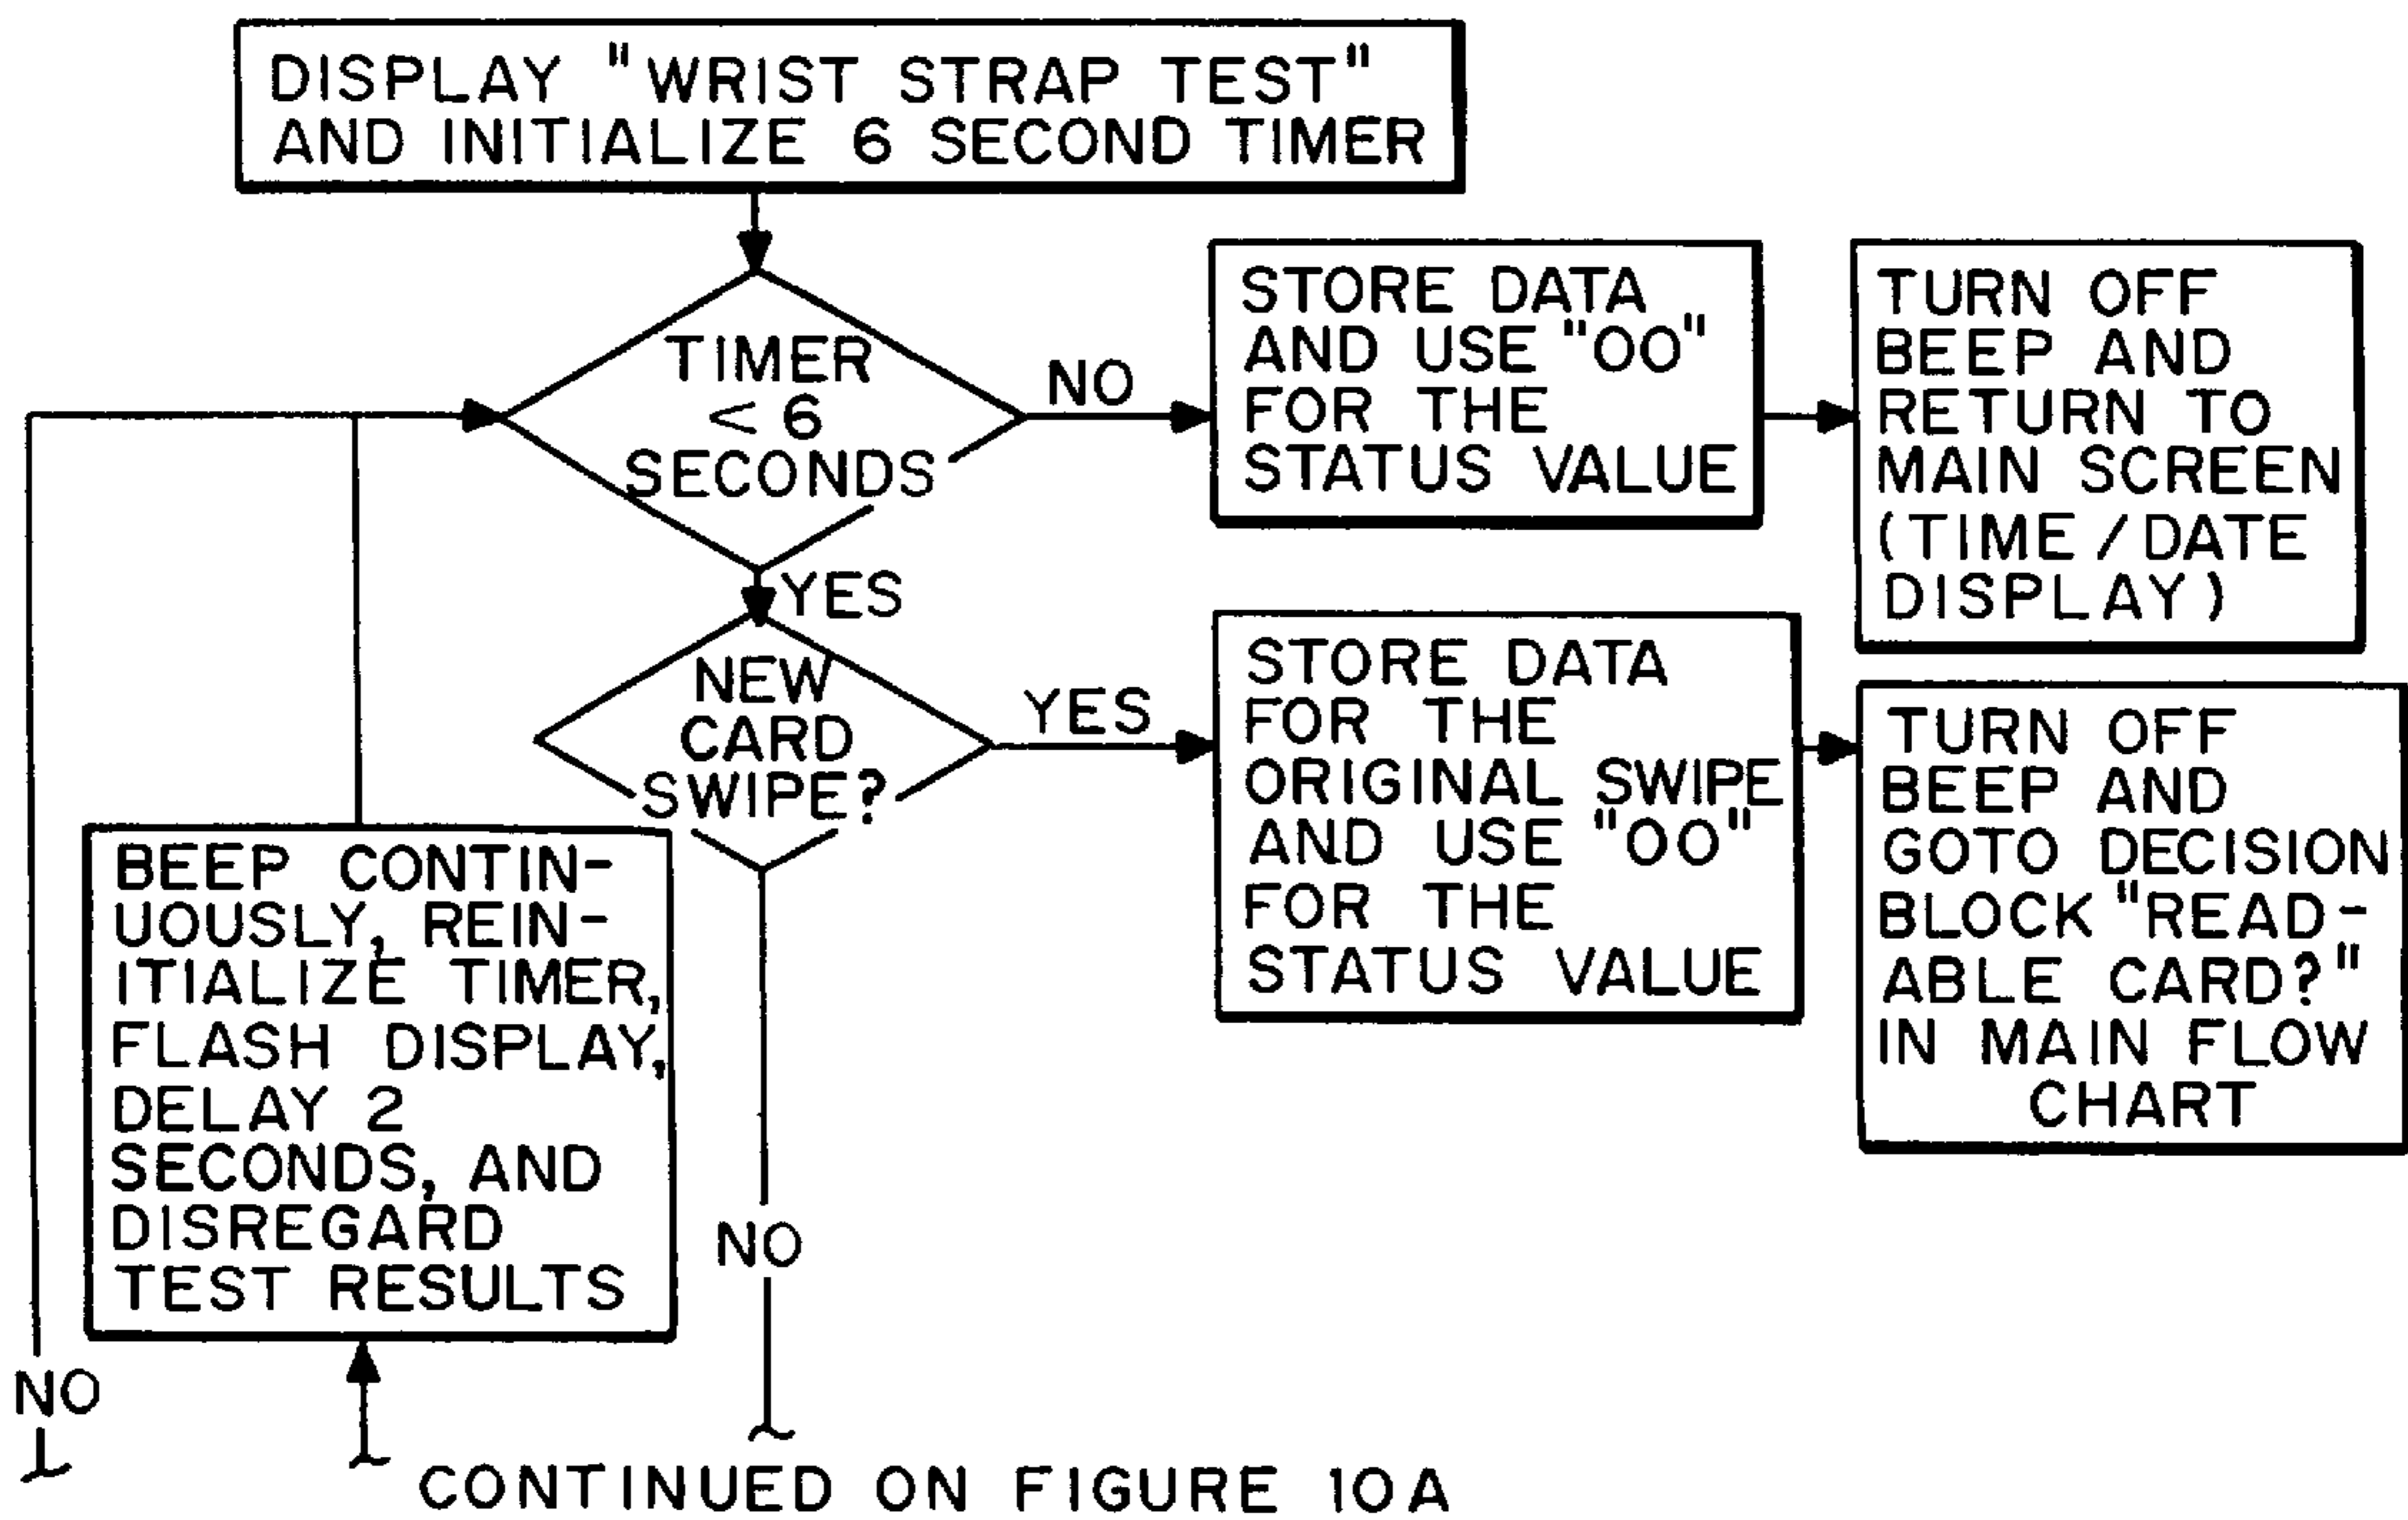 DISPLAY "WRIST STRAP TEST"
AND INITIALIZE 6 SECOND TIMER
TIMER
< 6
SECONDS
NO
STORE DATA
AND USE "00"
FOR THE
STATUS VALUE
TURN OFF
BEEP AND
RETURN TO
MAIN SCREEN
(TIME/DATE
DISPLAY)
YES
NEW
CARD
SWIPE?
YES
STORE DATA
FOR THE
ORIGINAL SWIPE
AND USE "00"
FOR THE
STATUS VALUE
TURN OFF
BEEP AND
GOTO DECISION
BLOCK "READ-
ABLE CARD?"
IN MAIN FLOW
CHART
BEEP CONTIN-
UOUSLY, REIN-
ITIALIZE TIMER,
FLASH DISPLAY,
DELAY 2
SECONDS, AND
DISREGARD
TEST RESULTS
NO
NO
CONTINUED ON FIGURE 10A